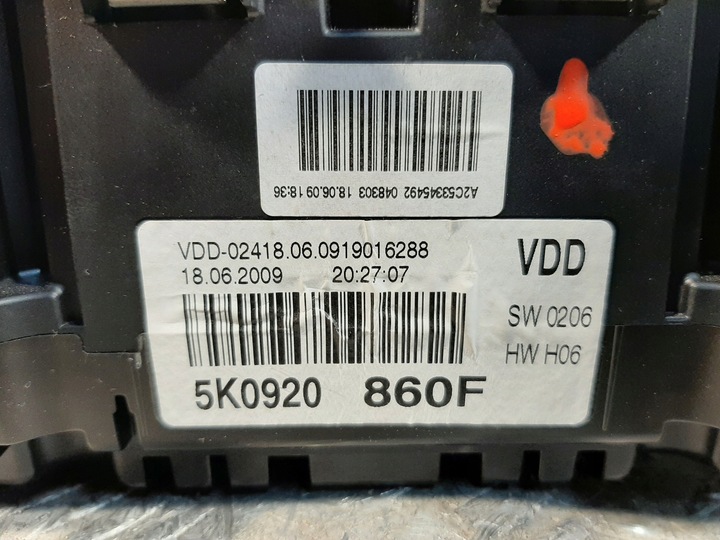 A2C53345492 048303 18.06.09 18:36
VDD-02418.06.0919016288
18.06.2009 20:27:07
VDD
SW 0206
HW H06
5K0920 860F